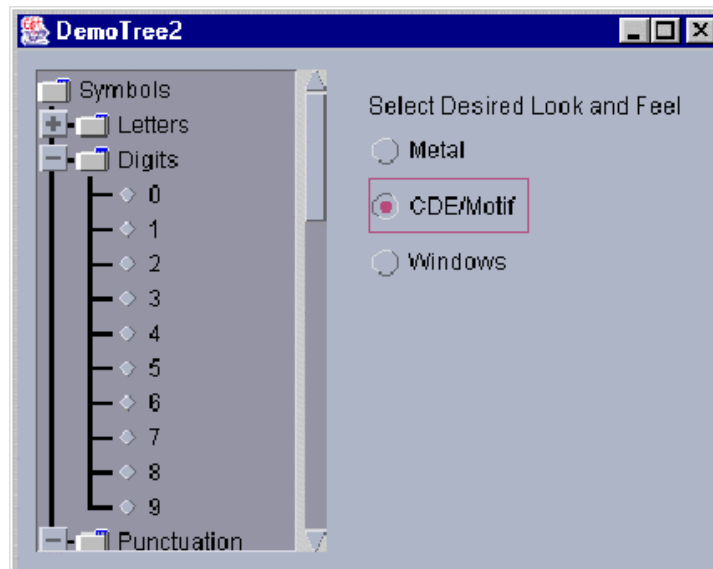 DemoTree2
Symbols
Letters
Digits
0
1
2
3
4
5
6
7
8
9
Punctuation
Select Desired Look and Feel
Metal
CDE/Motif
Windows